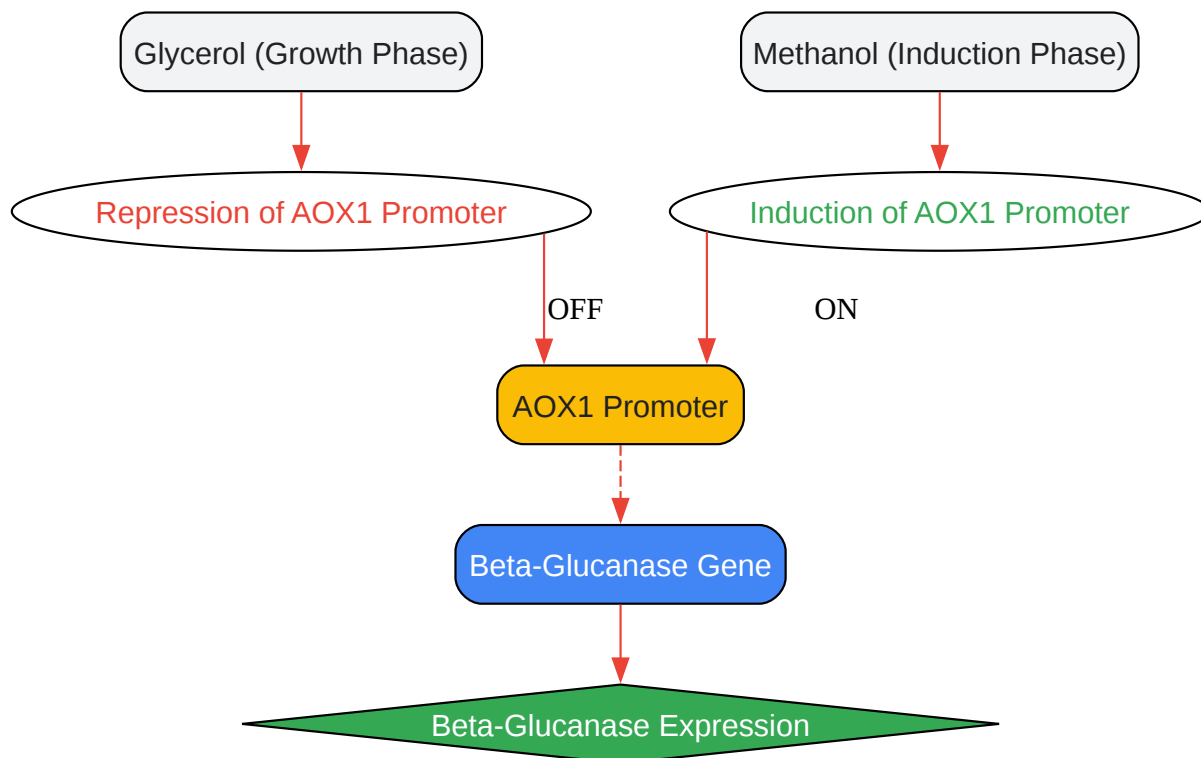 Glycerol (Growth Phase)
Methanol (Induction Phase)
Repression of AOX1 Promoter
Induction of AOX1 Promoter
OFF
ON
AOX1 Promoter
Beta-Glucanase Gene
Beta-Glucanase Expression